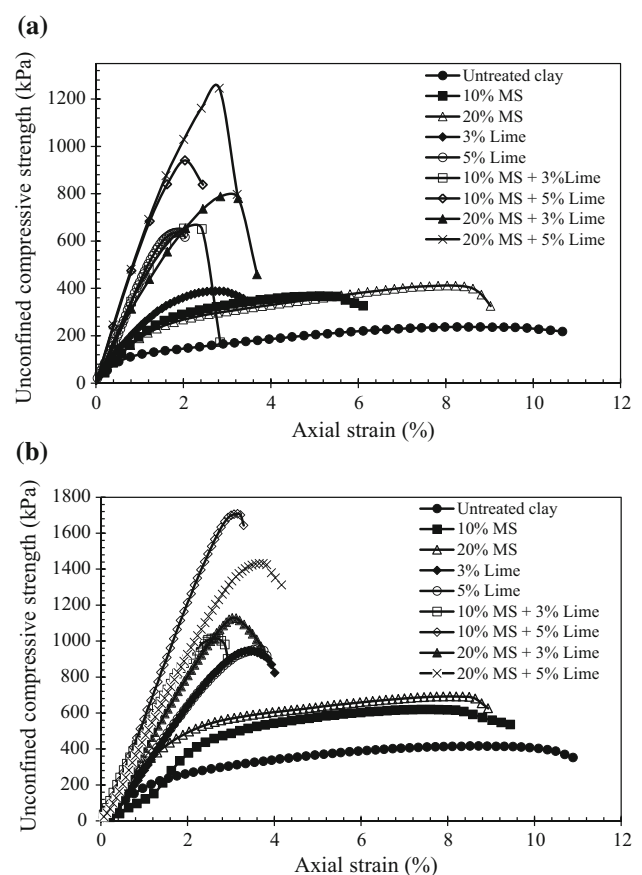 (a)
Unconfined compressive strength (kPa)
1200
1000
800
600
400
200
0
0 2 4 6 8 10 12
Axial strain (%)
Untreated clay
10% MS
20% MS
3% Lime
5% Lime
10% MS + 3%Lime
10% MS + 5% Lime
20% MS + 3% Lime
20% MS + 5% Lime
(b)
Unconfined compressive strength (kPa)
1800
1600
1400
1200
1000
800
600
400
200
0
0 2 4 6 8 10 12
Axial strain (%)
Untreated clay
10% MS
20% MS
3% Lime
5% Lime
10% MS + 3% Lime
10% MS + 5% Lime
20% MS + 3% Lime
20% MS + 5% Lime